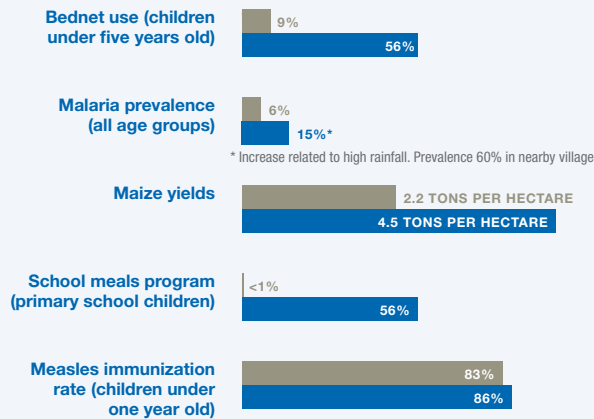 Bednet use (children
under five years old)
9%
56%
Malaria prevalence
(all age groups)
6%
15%*
* Increase related to high rainfall. Prevalence 60% in nearby village
Maize yields
2.2 TONS PER HECTARE
4.5 TONS PER HECTARE
School meals program
(primary school children)
<1%
56%
Measles immunization
rate (children under
one year old)
83%
86%